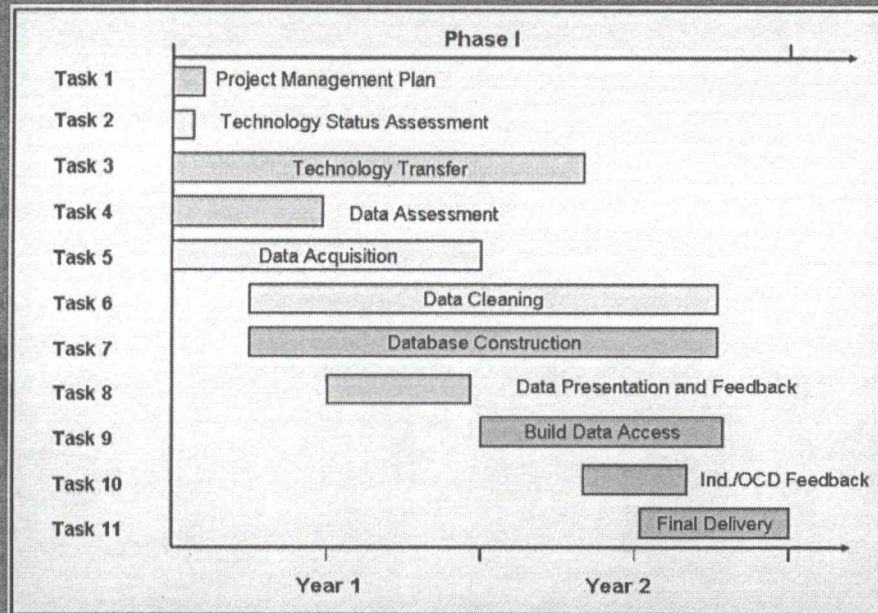 Phase I
Task 1 Project Management Plan
Task 2 Technology Status Assessment
Task 3 Technology Transfer
Task 4 Data Assessment
Task 5 Data Acquisition
Task 6 Data Cleaning
Task 7 Database Construction
Task 8 Data Presentation and Feedback
Task 9 Build Data Access
Task 10 Ind./OCD Feedback
Task 11 Final Delivery
Year 1 Year 2